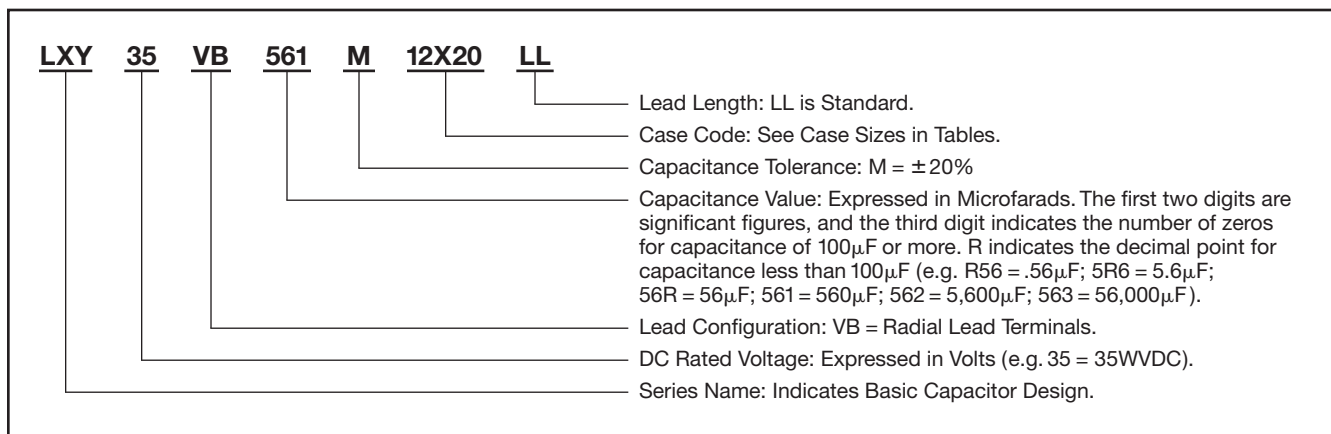 LXY 35 VB 561 M 12X20 LL
Lead Length: LL is Standard.
Case Code: See Case Sizes in Tables.
Capacitance Tolerance: M = ±20%
Capacitance Value: Expressed in Microfarads. The first two digits are
significant figures, and the third digit indicates the number of zeros
for capacitance of 100μF or more. R indicates the decimal point for
capacitance less than 100μF (e.g. R56 = .56μF; 5R6 = 5.6μF;
56R = 56μF; 561 = 560μF; 562 = 5,600μF; 563 = 56,000μF).
Lead Configuration: VB = Radial Lead Terminals.
DC Rated Voltage: Expressed in Volts (e.g. 35 = 35WVDC).
Series Name: Indicates Basic Capacitor Design.